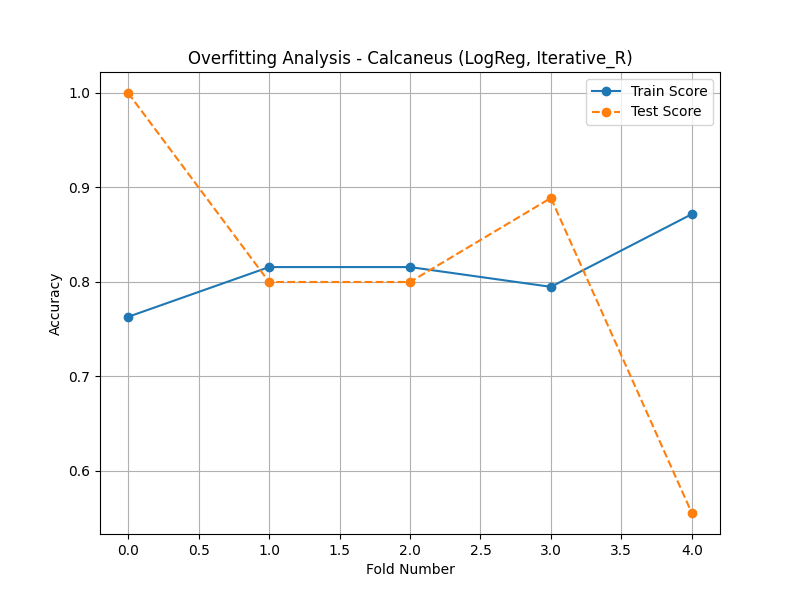 Overfitting Analysis - Calcaneus (LogReg, Iterative_R)
Train Score
Test Score
1.0
0.9
0.8
0.7
0.6
Accuracy
0.0 0.5 1.0 1.5 2.0 2.5 3.0 3.5 4.0
Fold Number